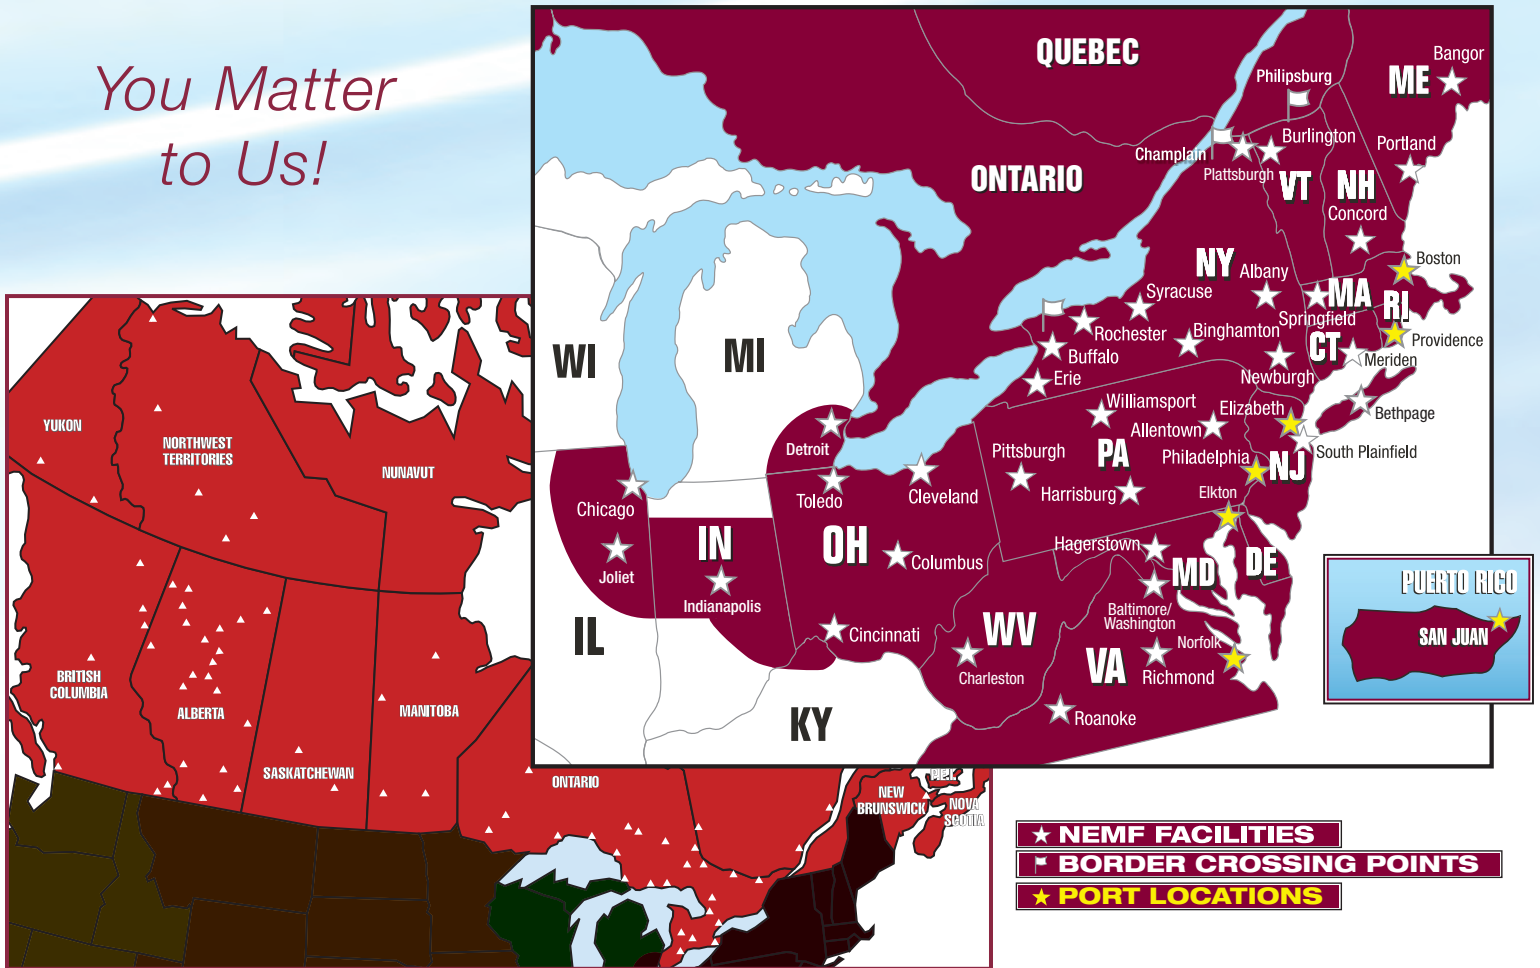 You Matter
to Us!
QUEBEC
Bangor
ME
Philipsburg
Burlington
Portland
Champlain
Plattsburgh
VT
NH
Concord
ONTARIO
NY
Albany
Boston
Syracuse
MA
RI
Springfield
Rochester
Binghamton
CT
Providence
Buffalo
Meriden
WI
MI
Newburgh
Erie
Williamsport
Elizabeth
Bethpage
Allentown
Detroit
Pittsburgh
PA
Philadelphia
NJ
South Plainfield
Toledo
Cleveland
Harrisburg
Elkton
Chicago
IN
OH
Hagerstown
MD
DE
Columbus
Joliet
Indianapolis
Baltimore/
Washington
IL
Cincinnati
WV
Norfolk
VA
Charleston
Richmond
KY
Roanoke
PUERTO RICO
SAN JUAN
YUKON
NORTHWEST
TERRITORIES
NUNAVUT
BRITISH
COLUMBIA
ALBERTA
MANITOBA
SASKATCHEWAN
ONTARIO
NEW
BRUNSWICK
NOVA
SCOTIA
NEMF FACILITIES
BORDER CROSSING POINTS
PORT LOCATIONS